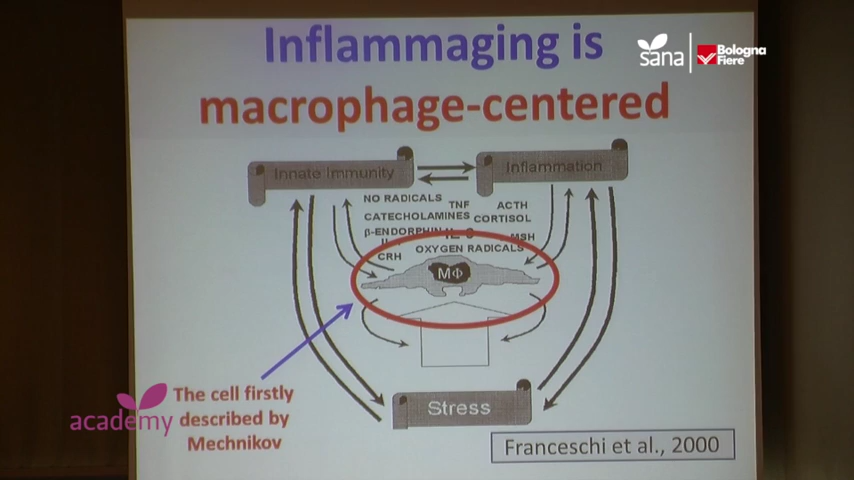 Inflammaging is
macrophage-centered
sana
Bologna
Fiere
Innate Immunity
Inflammation
NO RADICALS
TNF
ACTH
CATECHOLAMINES
CORTISOL
β-ENDORPHIN
MSH
OXYGEN RADICALS
CRH
MΦ
The cell firstly
described by
Mechnikov
academy
Stress
Franceschi et al., 2000